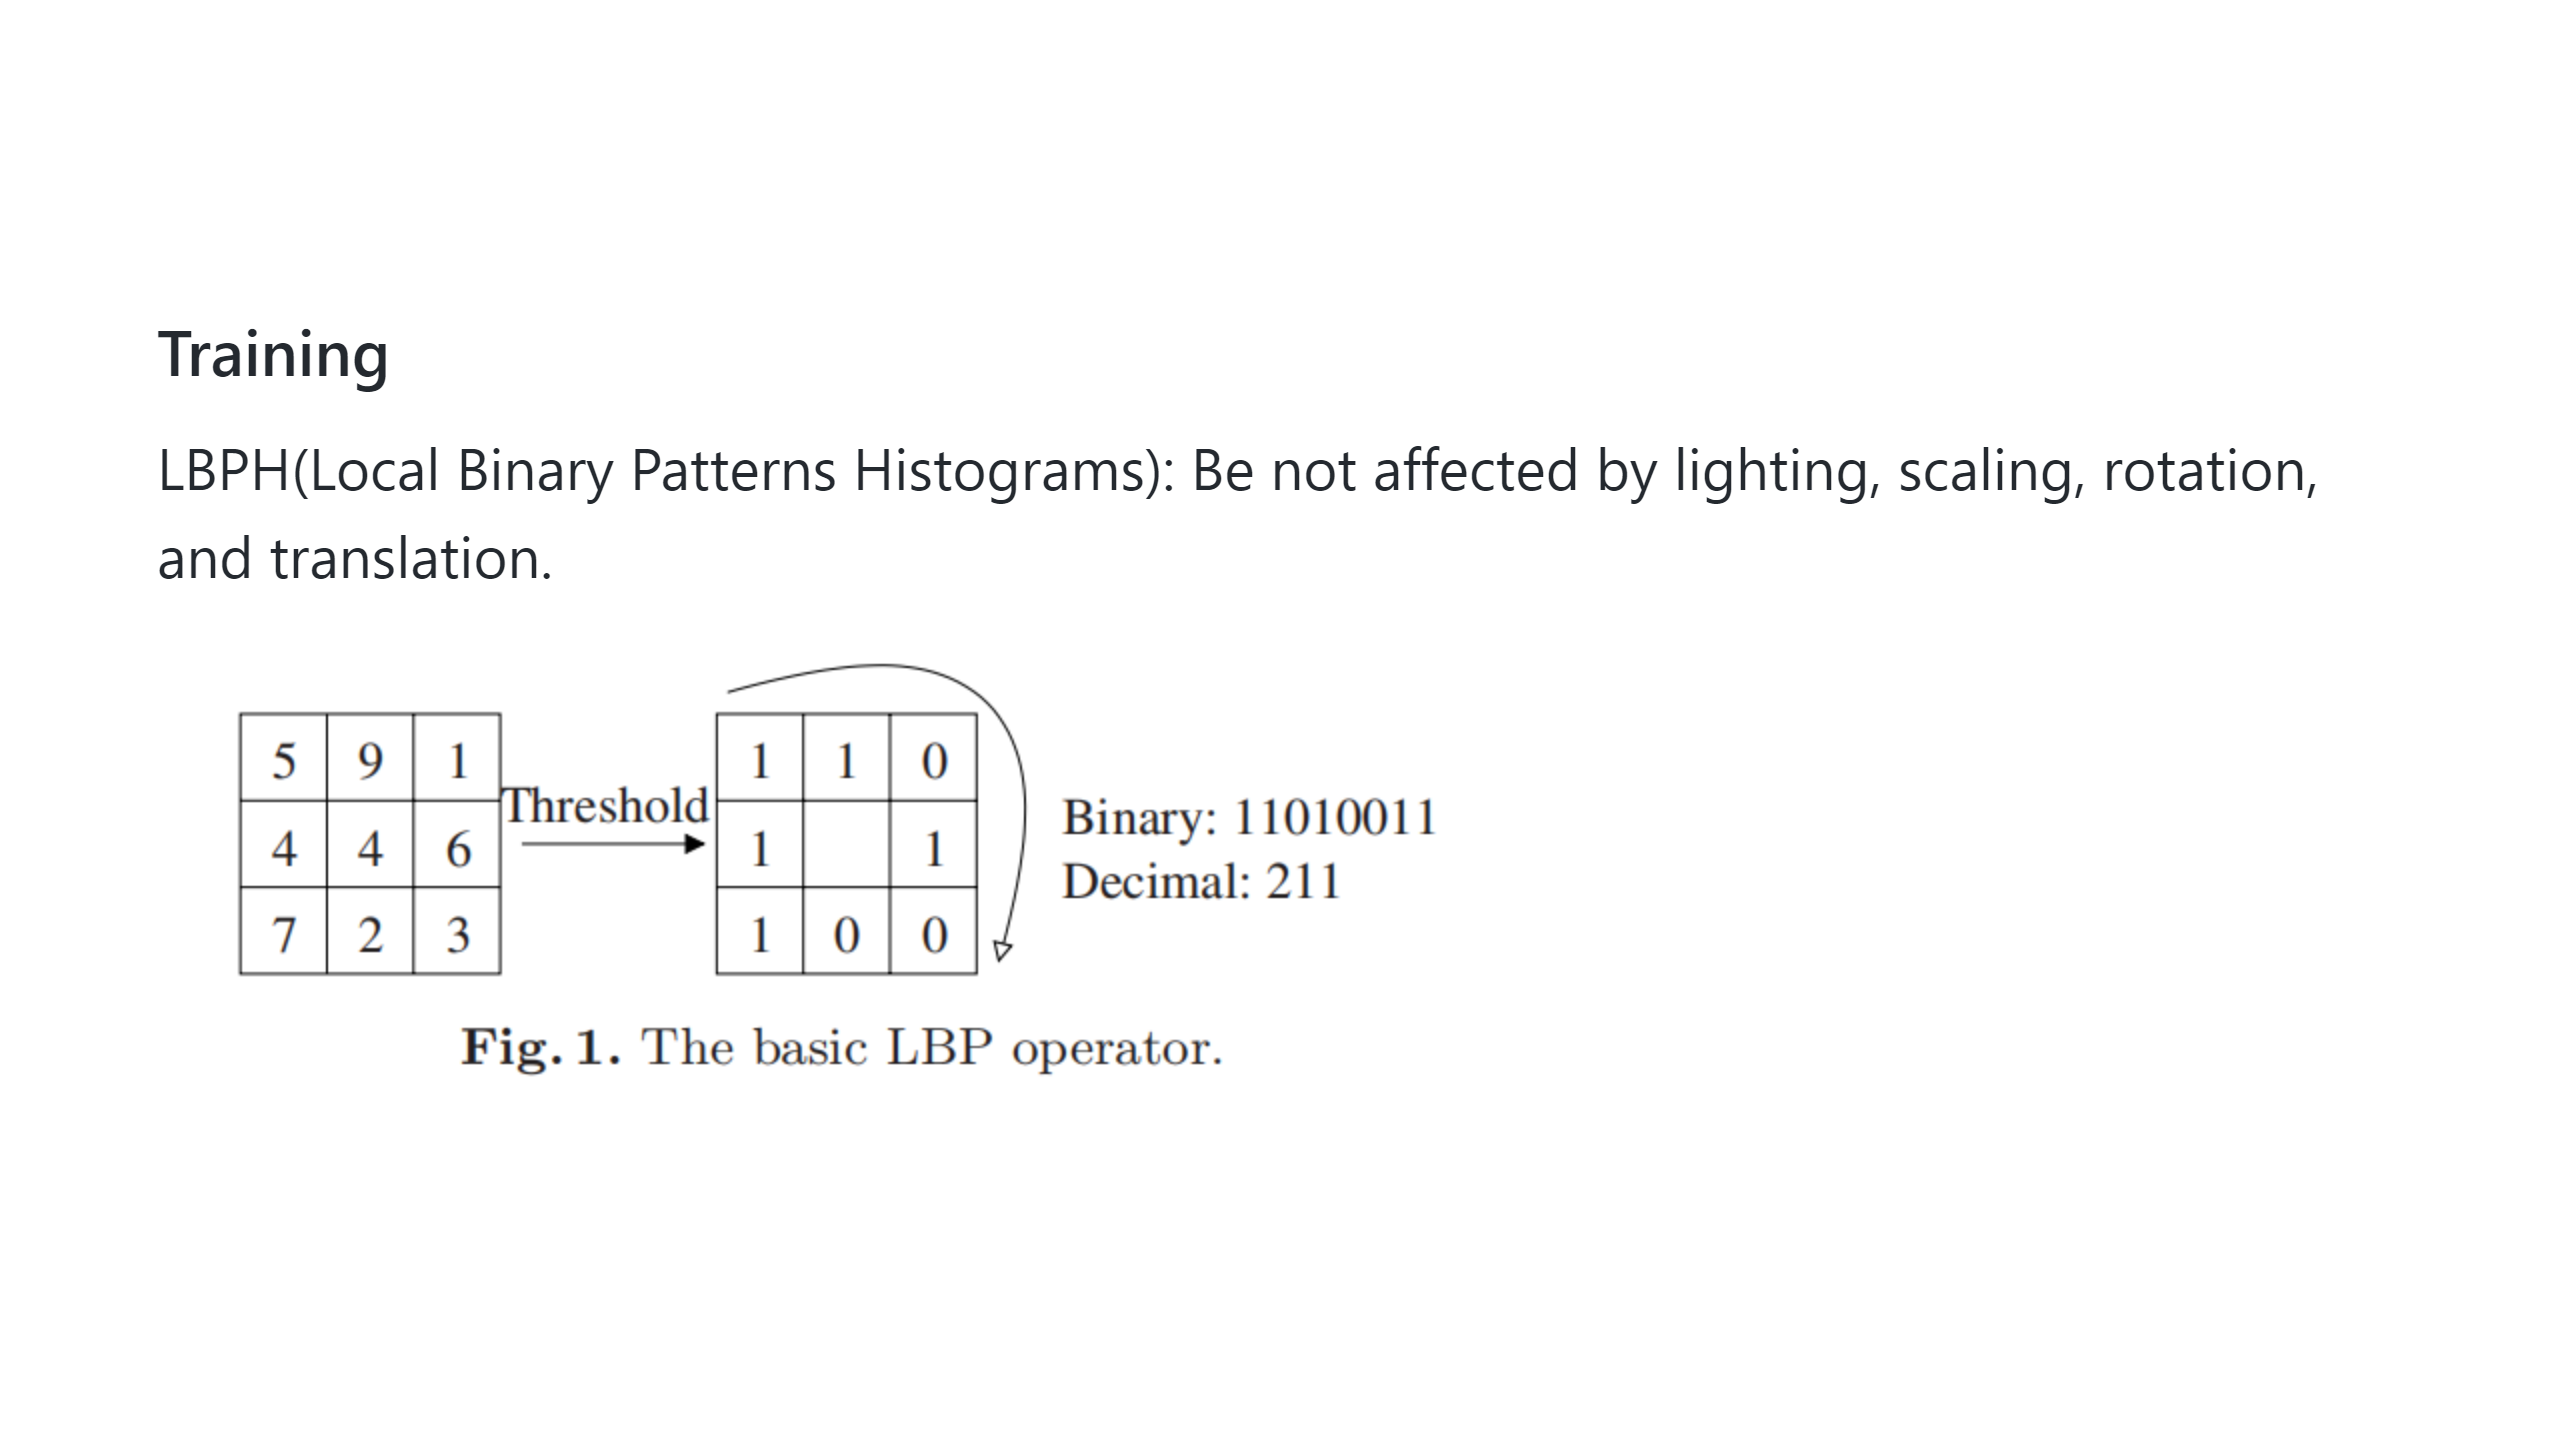 Training
LBPH(Local Binary Patterns Histograms): Be not affected by lighting, scaling, rotation,
and translation.
5 9 1
4 4 6
7 2 3
Threshold
1 1 0
1 1
1 0 0
Binary: 11010011
Decimal: 211
Fig. 1. The basic LBP operator.